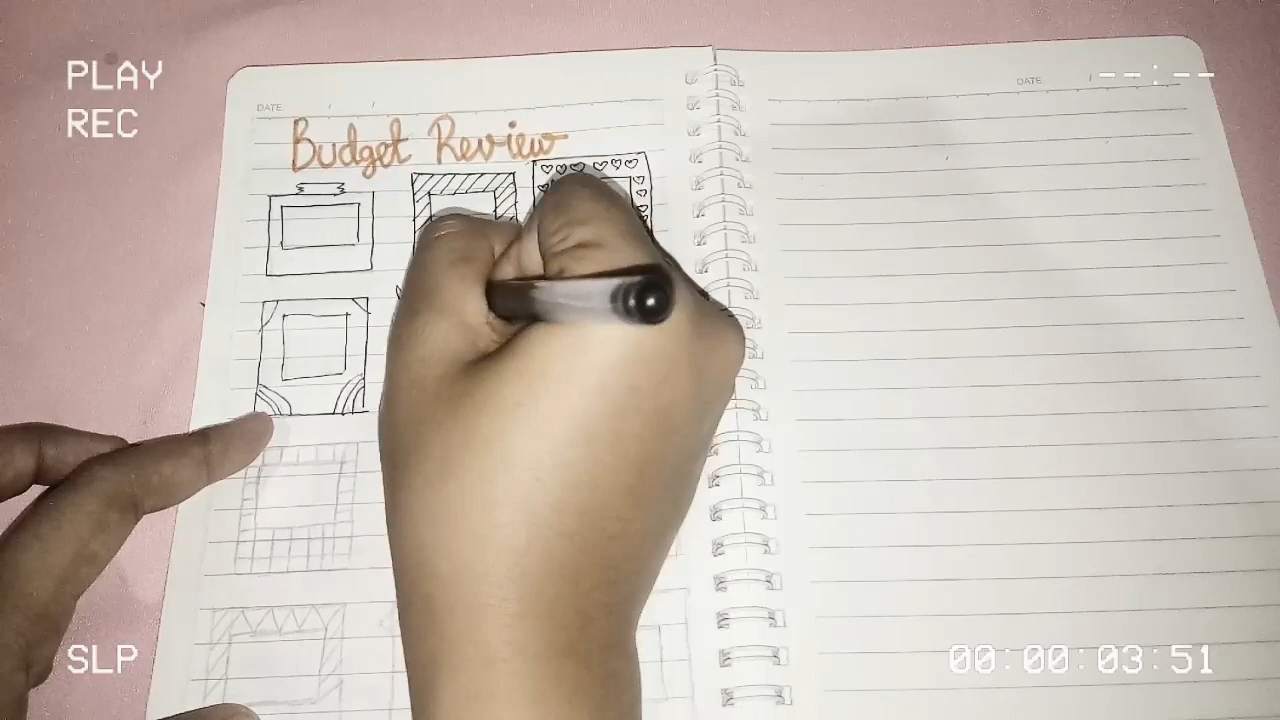 PLAY
REC
DATE / /
DATE / --:--
Budget Review
SLP
00:00:03:51